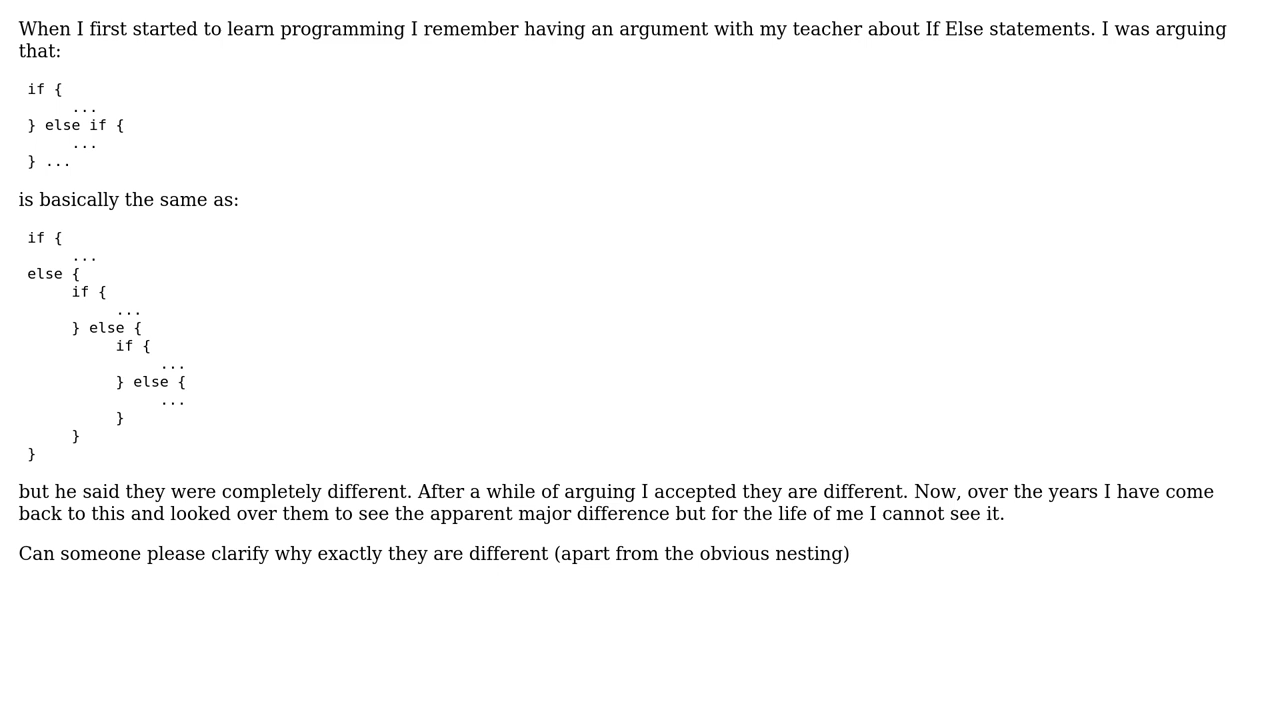 When I first started to learn programming I remember having an argument with my teacher about If Else statements. I was arguing
that:
if {
     ...
} else if {
     ...
} ...
is basically the same as:
if {
     ...
else {
     if {
          ...
     } else {
          if {
               ...
          } else {
               ...
          }
     }
}
but he said they were completely different. After a while of arguing I accepted they are different. Now, over the years I have come
back to this and looked over them to see the apparent major difference but for the life of me I cannot see it.
Can someone please clarify why exactly they are different (apart from the obvious nesting)